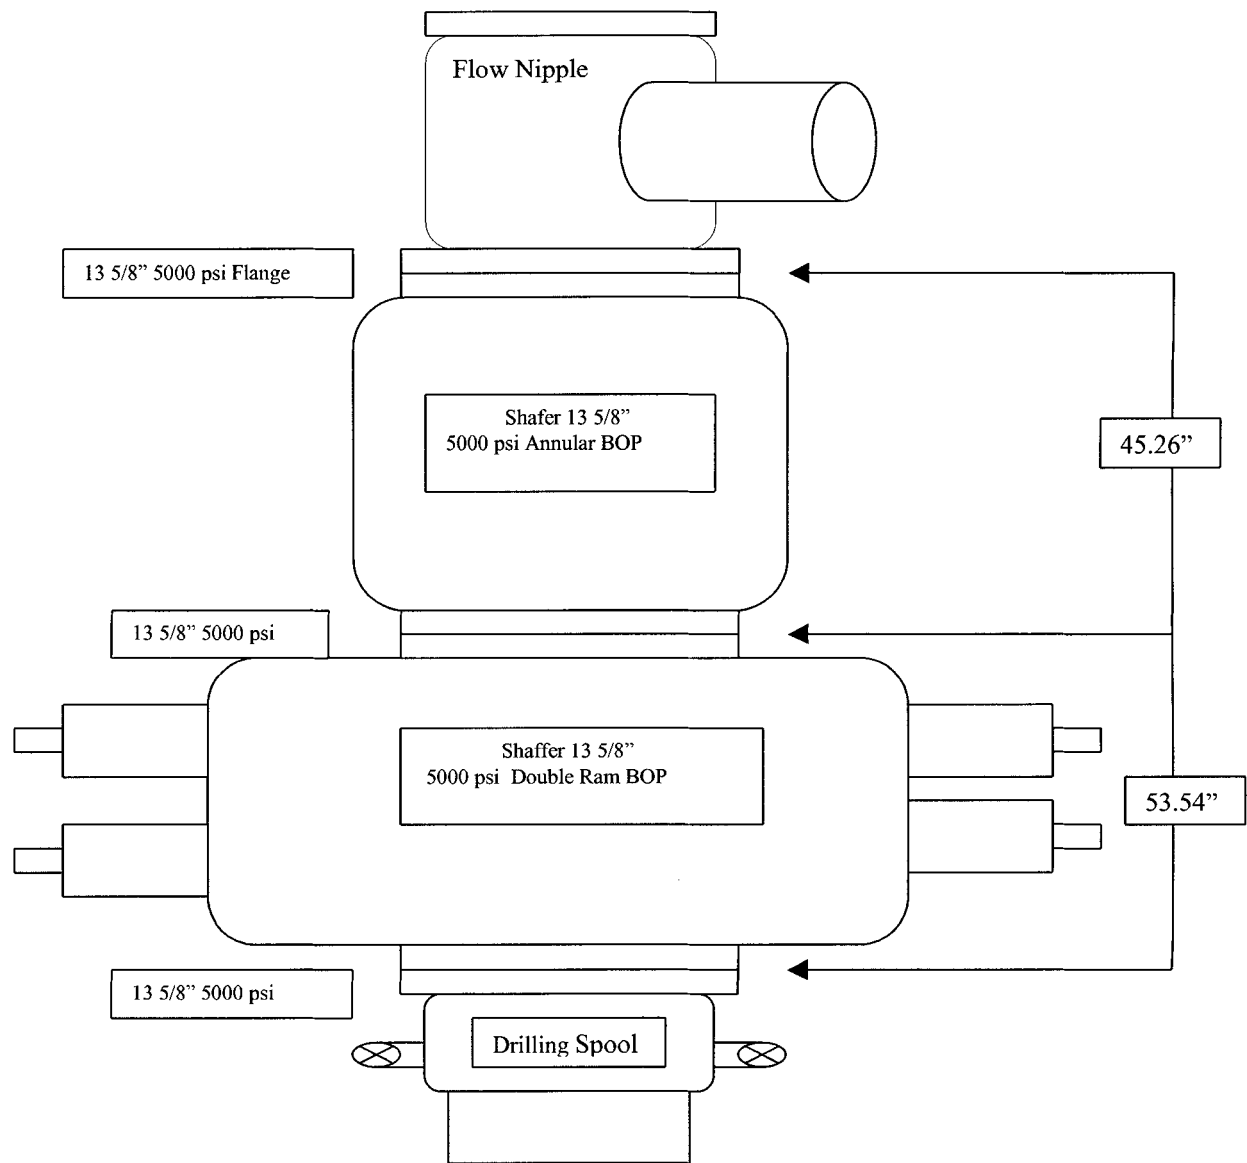 Flow Nipple
13 5/8” 5000 psi Flange
Shafer 13 5/8”
5000 psi Annular BOP
45.26”
13 5/8” 5000 psi
Shaffer 13 5/8”
5000 psi Double Ram BOP
53.54”
13 5/8” 5000 psi
Drilling Spool